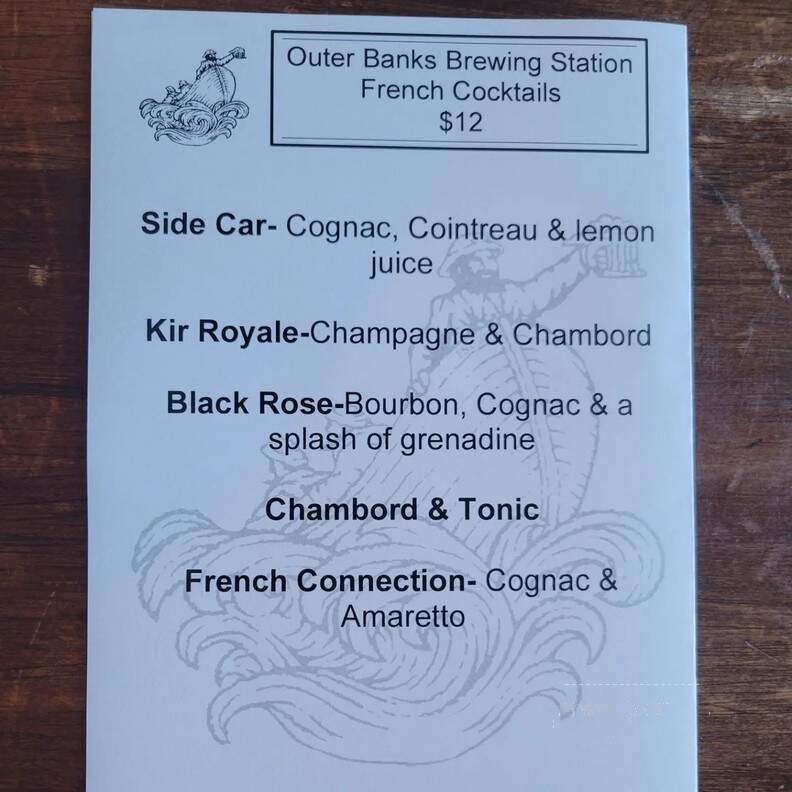 Outer Banks Brewing Station
French Cocktails
$12
Side Car- Cognac, Cointreau & lemon
juice
Kir Royale-Champagne & Chambord
Black Rose-Bourbon, Cognac & a
splash of grenadine
Chambord & Tonic
French Connection- Cognac &
Amaretto